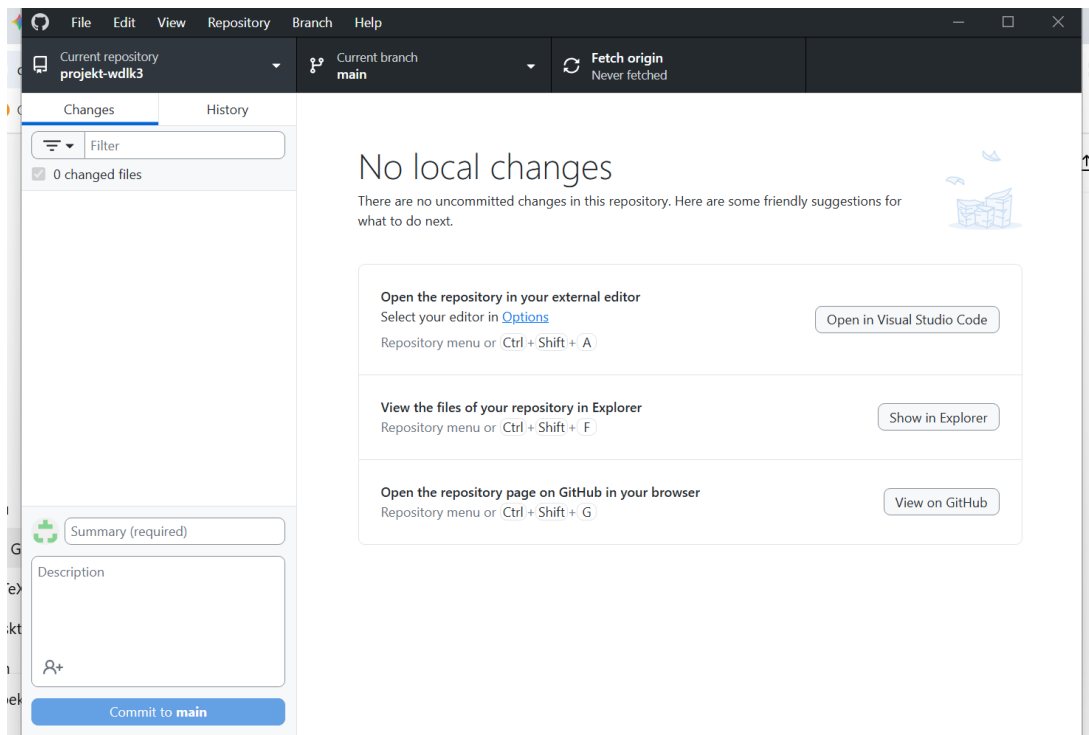 File Edit View Repository Branch Help
Current repository
projekt-wdlk3
Current branch
main
Fetch origin
Never fetched
Changes History
Filter
0 changed files
No local changes
There are no uncommitted changes in this repository. Here are some friendly suggestions for
what to do next.
Open the repository in your external editor
Select your editor in Options
Repository menu or Ctrl + Shift + A
Open in Visual Studio Code
View the files of your repository in Explorer
Repository menu or Ctrl + Shift + F
Show in Explorer
Open the repository page on GitHub in your browser
Repository menu or Ctrl + Shift + G
View on GitHub
Summary (required)
Description
Commit to main